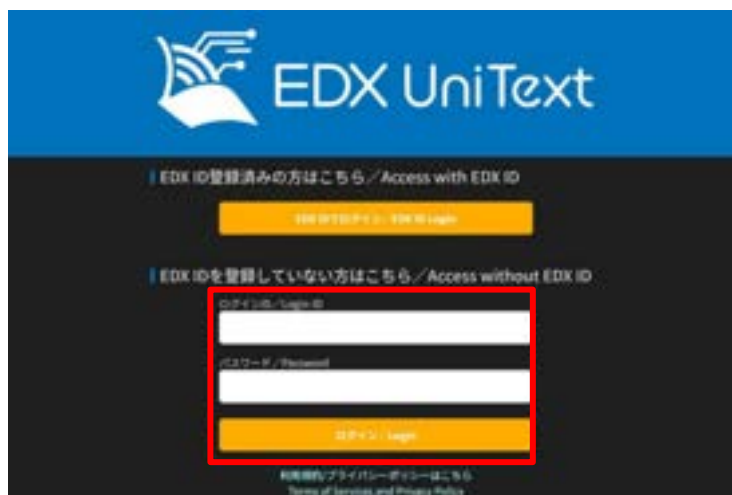 EDX UniText
EDX ID登録済みの方はこちら／Access with EDX ID
EDX IDでログイン／EDX ID Login
EDX IDを登録していない方はこちら／Access without EDX ID
ログインID／Login ID
パスワード／Password
ログイン／Login
利用規約/プライバシーポリシーはこちら
Terms of Services and Privacy Policy